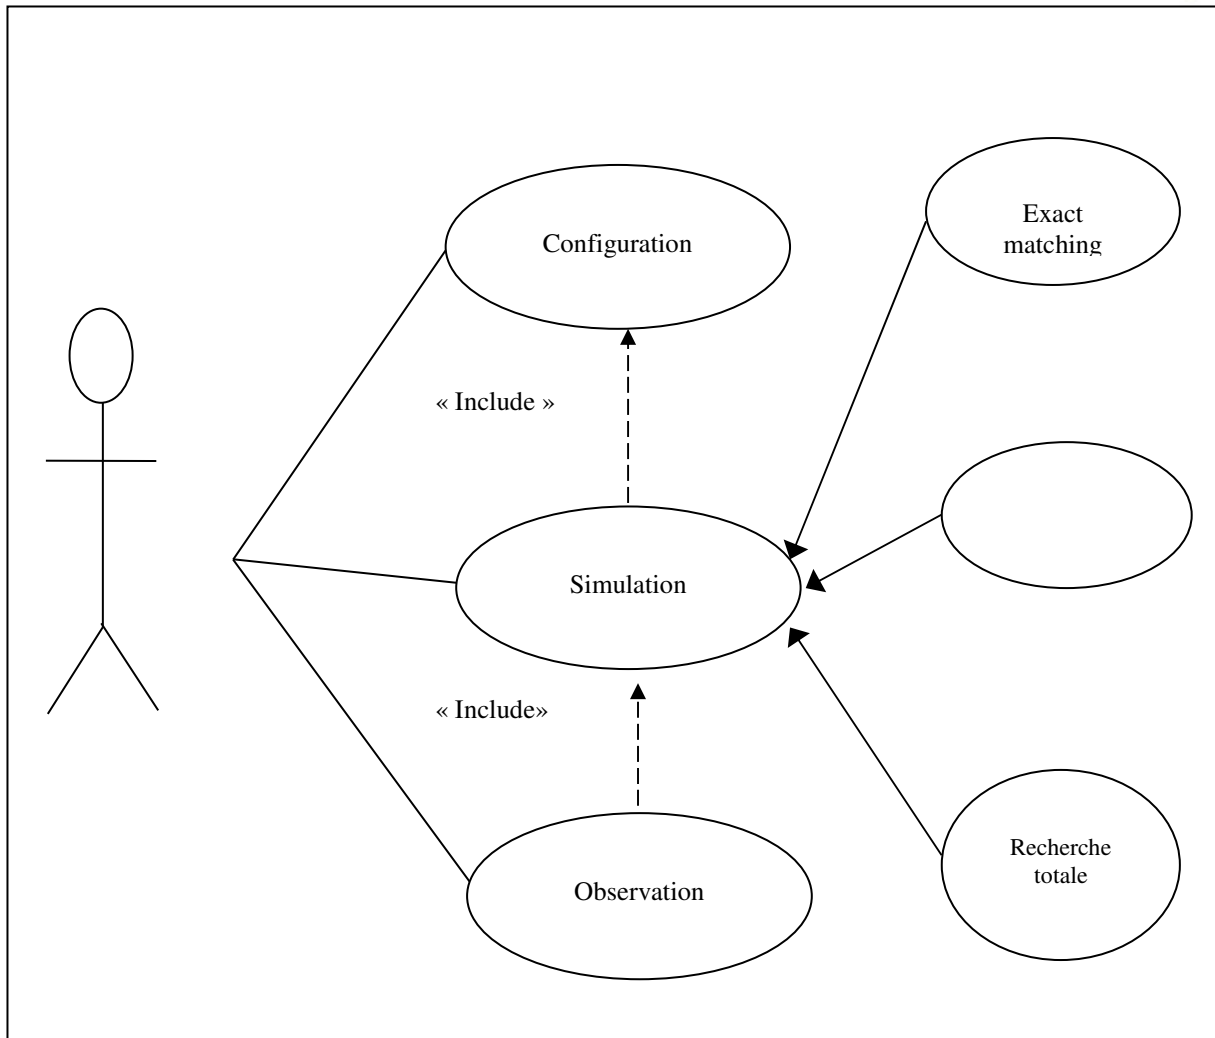 Configuration
Exact
matching
« Include »
Simulation
« Include»
Recherche
totale
Observation